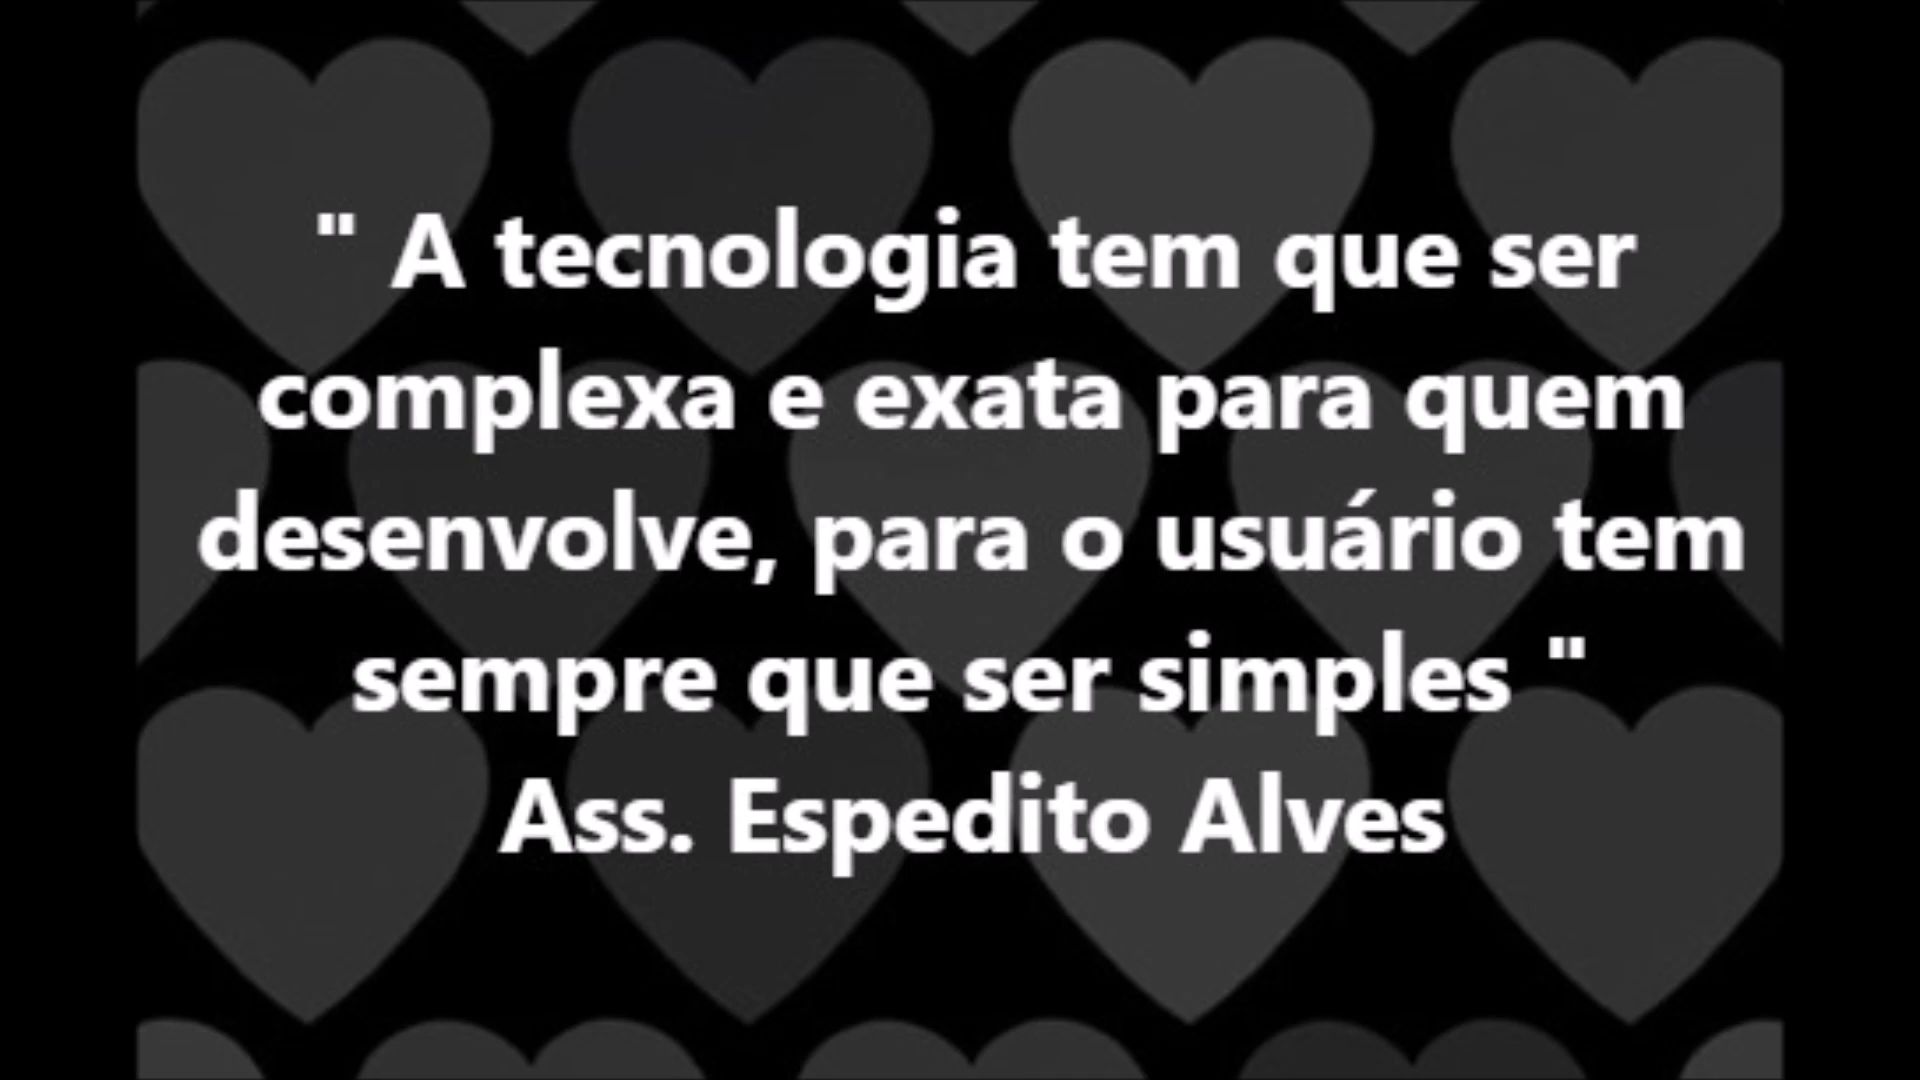 " A tecnologia tem que ser
complexa e exata para quem
desenvolve, para o usuário tem
sempre que ser simples "
Ass. Espedito Alves